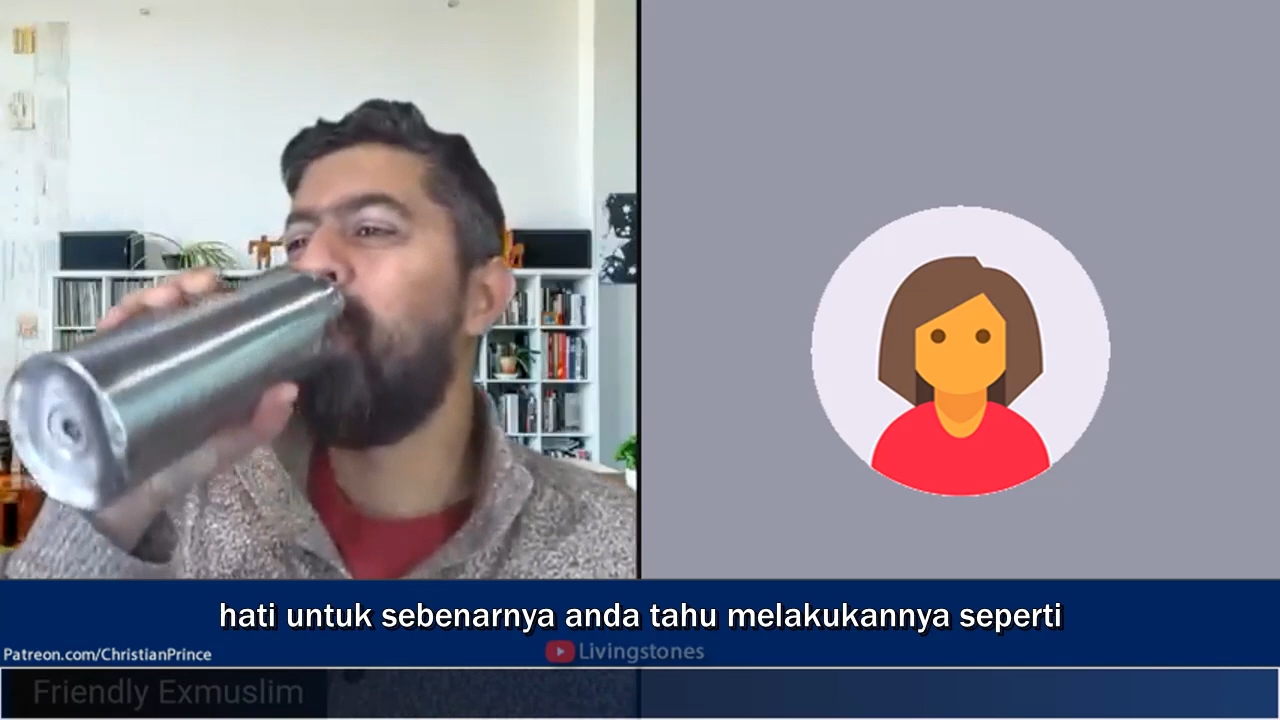 hati untuk sebenarnya anda tahu melakukannya seperti
Patreon.com/ChristianPrince
Livingstones
Friendly Exmuslim